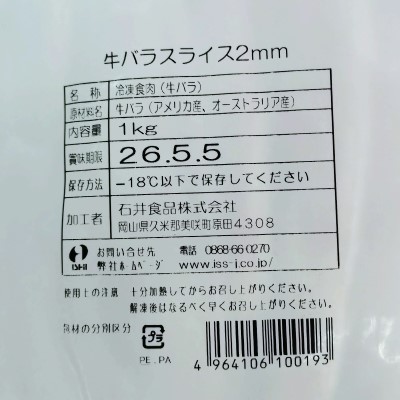 牛バラスライス2mm
名 称 冷凍食肉(牛バラ)
原材料名 牛バラ(アメリカ産、オーストラリア産)
内容量 1kg
賞味期限 26.5.5
保存方法 -18℃以下で保存してください
加工者 石井食品株式会社
岡山県久米郡美咲町原田4308
ISHII お問い合せ先 電話 0868-66-0270
弊社ホームページ www.iss-i.co.jp/
使用上の注意 十分加熱してからお召し上がりください。
解凍後はなるべく早くお召し上がりください。
包材の分別区分 プラ
PE,PA
4 964106 100193